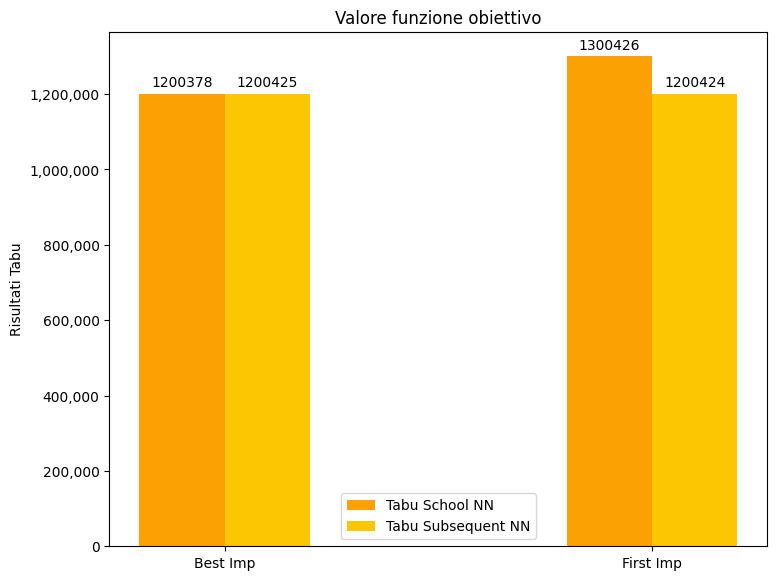 Valore funzione obiettivo
1300426
1200378
1200425
1200424
1,200,000
1,000,000
800,000
600,000
400,000
200,000
0
Risultati Tabu
Tabu School NN
Tabu Subsequent NN
Best Imp
First Imp